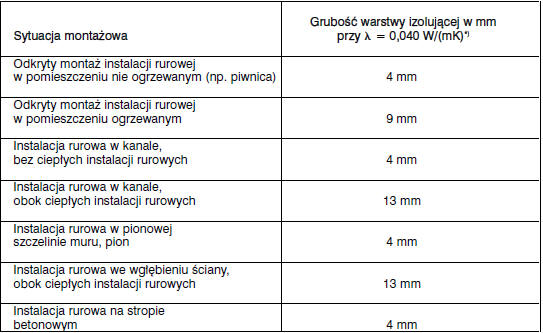 Sytuacja montażowa
Grubość warstwy izolującej w mm
przy λ = 0,040 W/(mK)*)
Odkryty montaż instalacji rurowej
w pomieszczeniu nie ogrzewanym (np. piwnica)
4 mm
Odkryty montaż instalacji rurowej
w pomieszczeniu ogrzewanym
9 mm
Instalacja rurowa w kanale,
bez ciepłych instalacji rurowych
4 mm
Instalacja rurowa w kanale,
obok ciepłych instalacji rurowych
13 mm
Instalacja rurowa w pionowej
szczelinie muru, pion
4 mm
Instalacja rurowa we wgłębieniu ściany,
obok ciepłych instalacji rurowych
13 mm
Instalacja rurowa na stropie
betonowym
4 mm